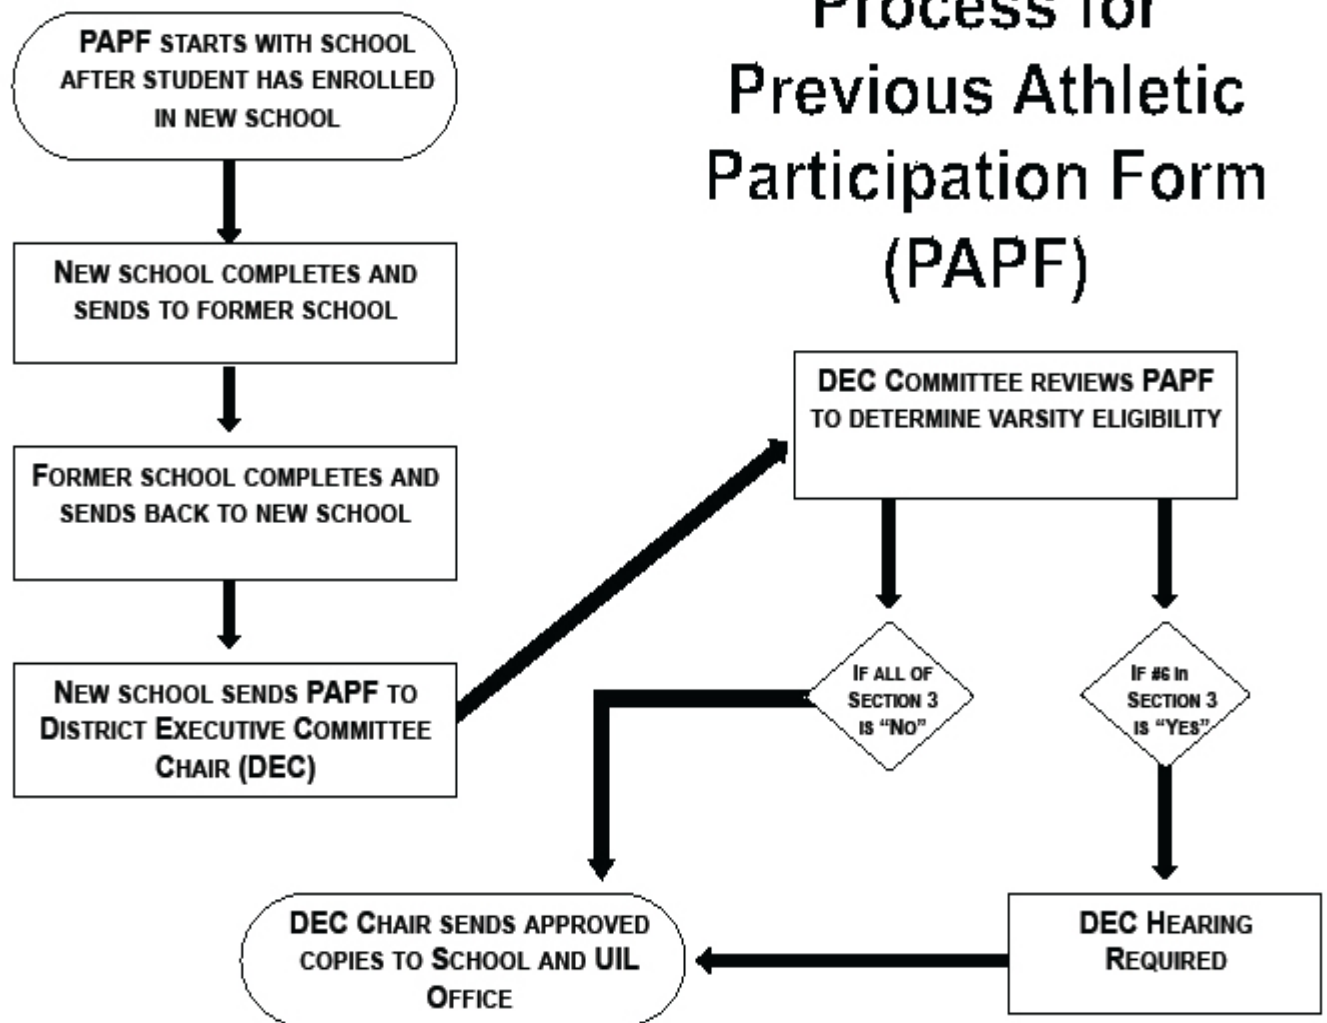 Process for
Previous Athletic
Participation Form
(PAPF)
PAPF STARTS WITH SCHOOL
AFTER STUDENT HAS ENROLLED
IN NEW SCHOOL
NEW SCHOOL COMPLETES AND
SENDS TO FORMER SCHOOL
FORMER SCHOOL COMPLETES AND
SENDS BACK TO NEW SCHOOL
NEW SCHOOL SENDS PAPF TO
DISTRICT EXECUTIVE COMMITTEE
CHAIR (DEC)
DEC COMMITTEE REVIEWS PAPF
TO DETERMINE VARSITY ELIGIBILITY
IF ALL OF
SECTION 3
IS “NO”
IF #6 in
SECTION 3
IS “YES”
DEC HEARING
REQUIRED
DEC CHAIR SENDS APPROVED
COPIES TO SCHOOL AND UIL
OFFICE